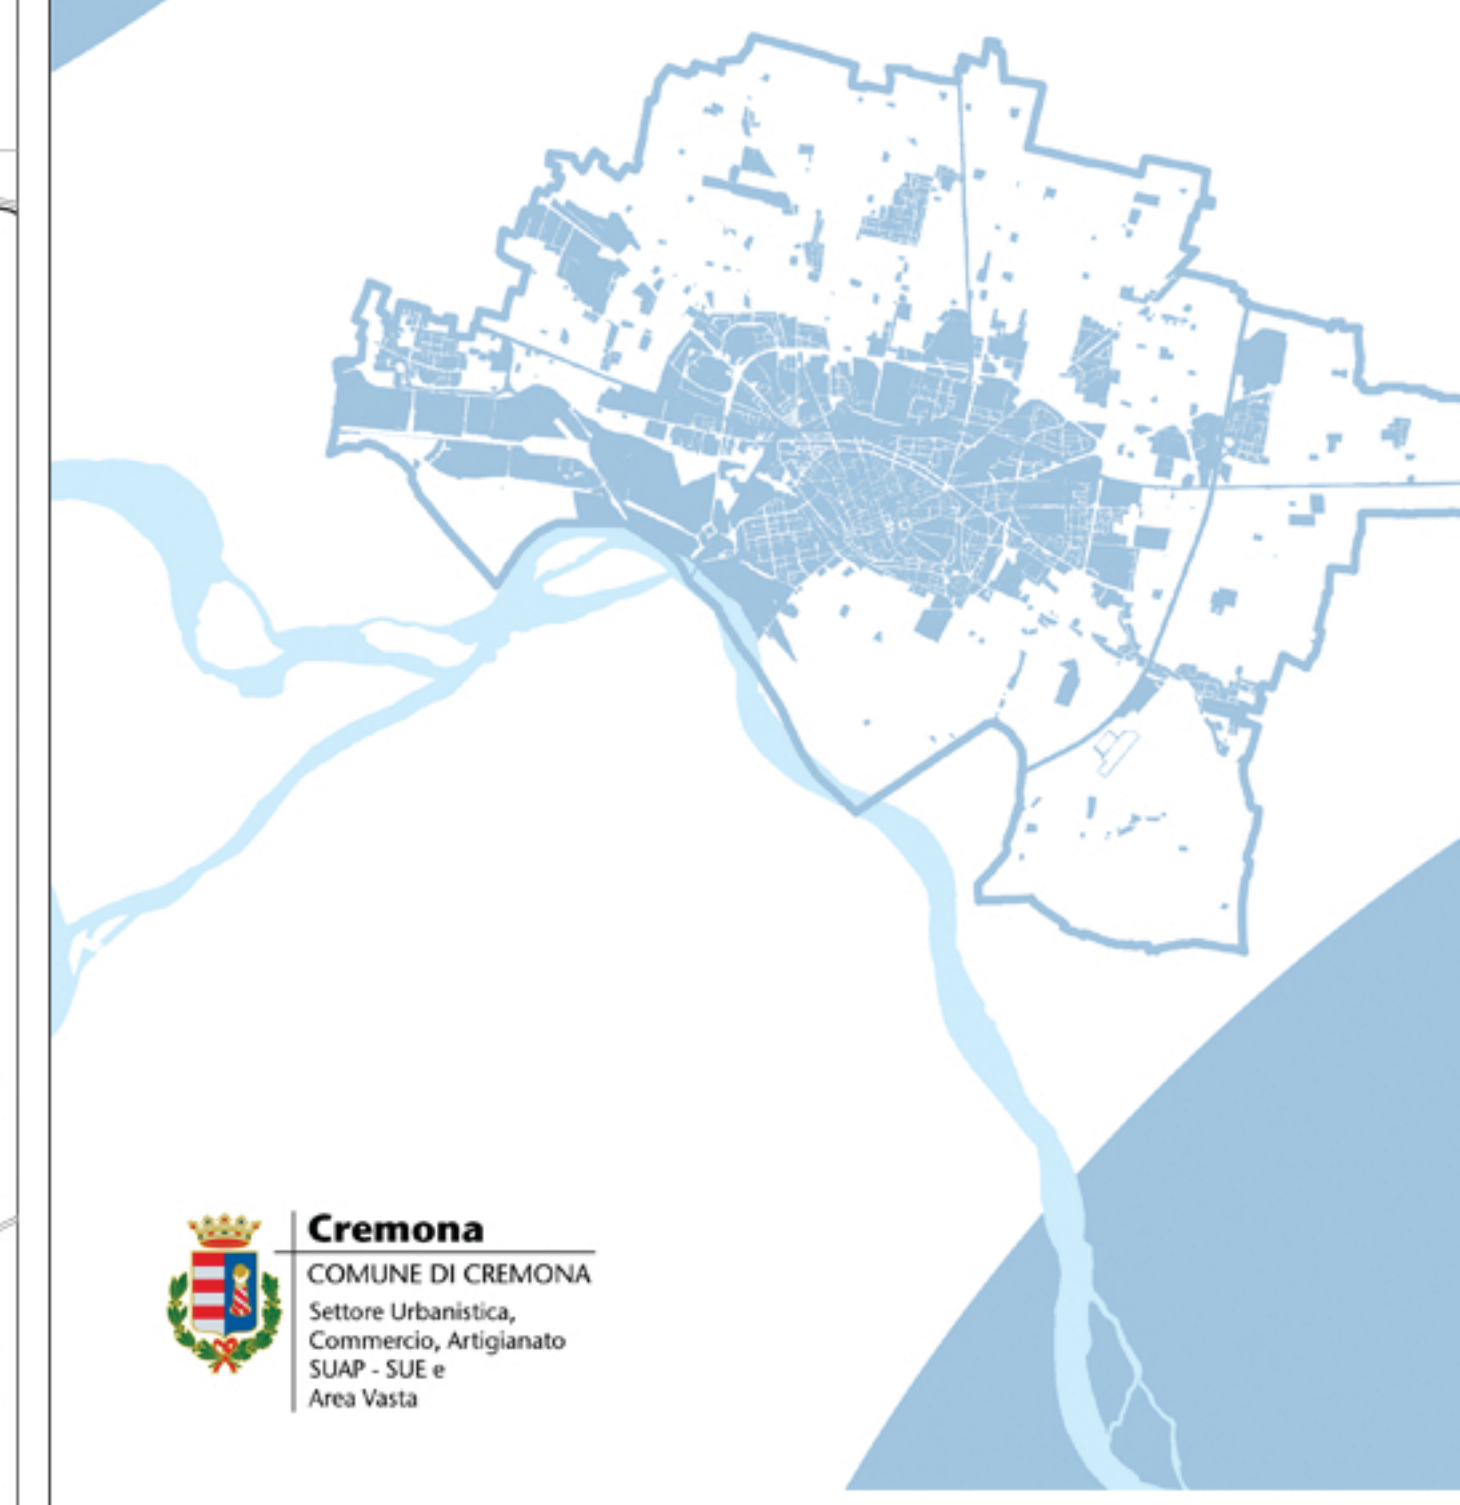 Cremona
COMUNE DI CREMONA
Settore Urbanistica,
Commercio, Artigianato
SUAP - SUE e
Area Vasta